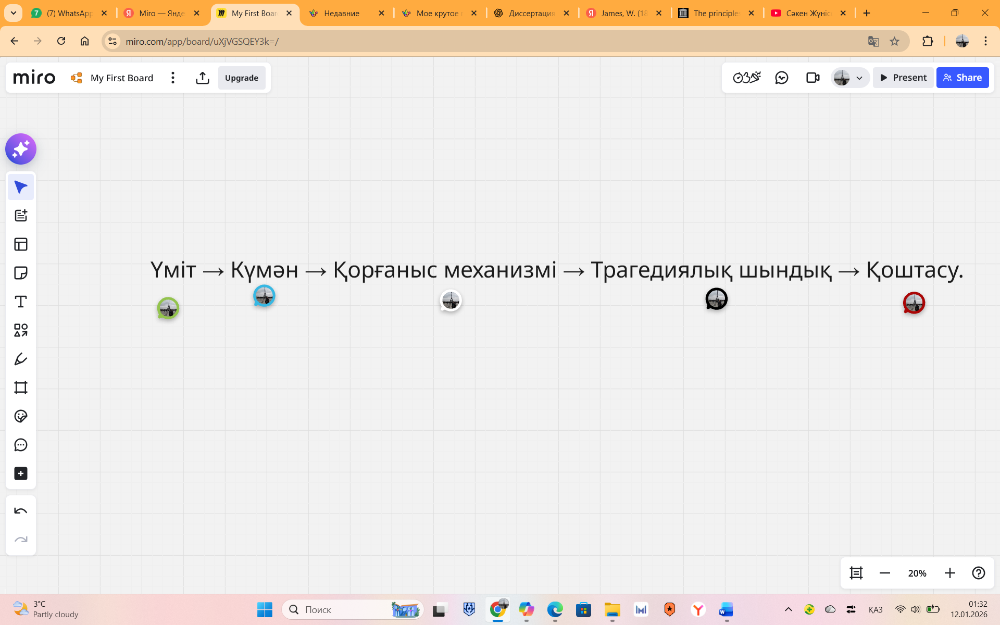 (7) WhatsApp
Miro — Янде
My First Boar
Недавние
Мое крутое
Диссертация
James, W. (18
The principle
Сәкен Жүніс
miro.com/app/board/uXjVGSQEY3k=/
miro
My First Board
Upgrade
Present
Share
Үміт → Күмән → Қорғаныс механизмі → Трагедиялық шындық → Қоштасу.
20%
3°C
Partly cloudy
Поиск
ҚАЗ
01:32
12.01.2026